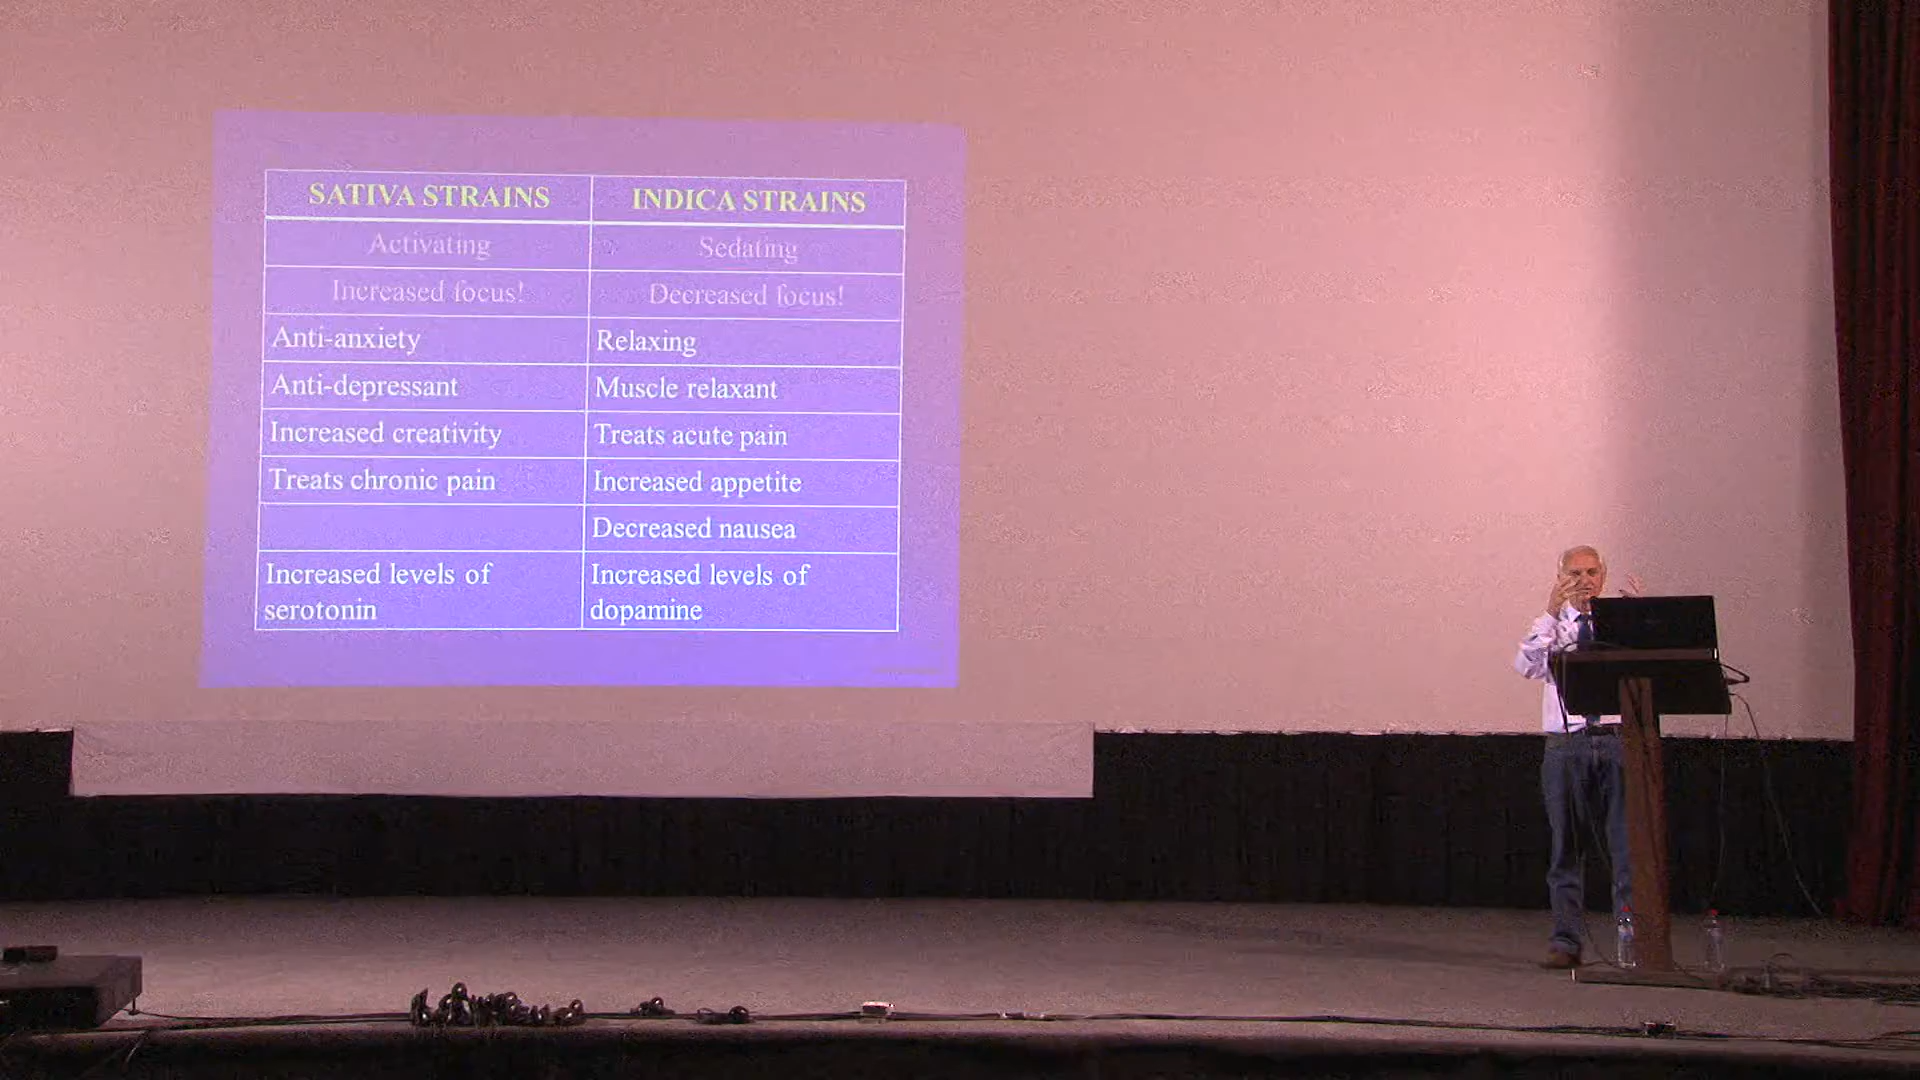 SATIVA STRAINS INDICA STRAINS
Activating Sedating
Increased focus! Decreased focus!
Anti-anxiety Relaxing
Anti-depressant Muscle relaxant
Increased creativity Treats acute pain
Treats chronic pain Increased appetite
Decreased nausea
Increased levels of serotonin Increased levels of dopamine